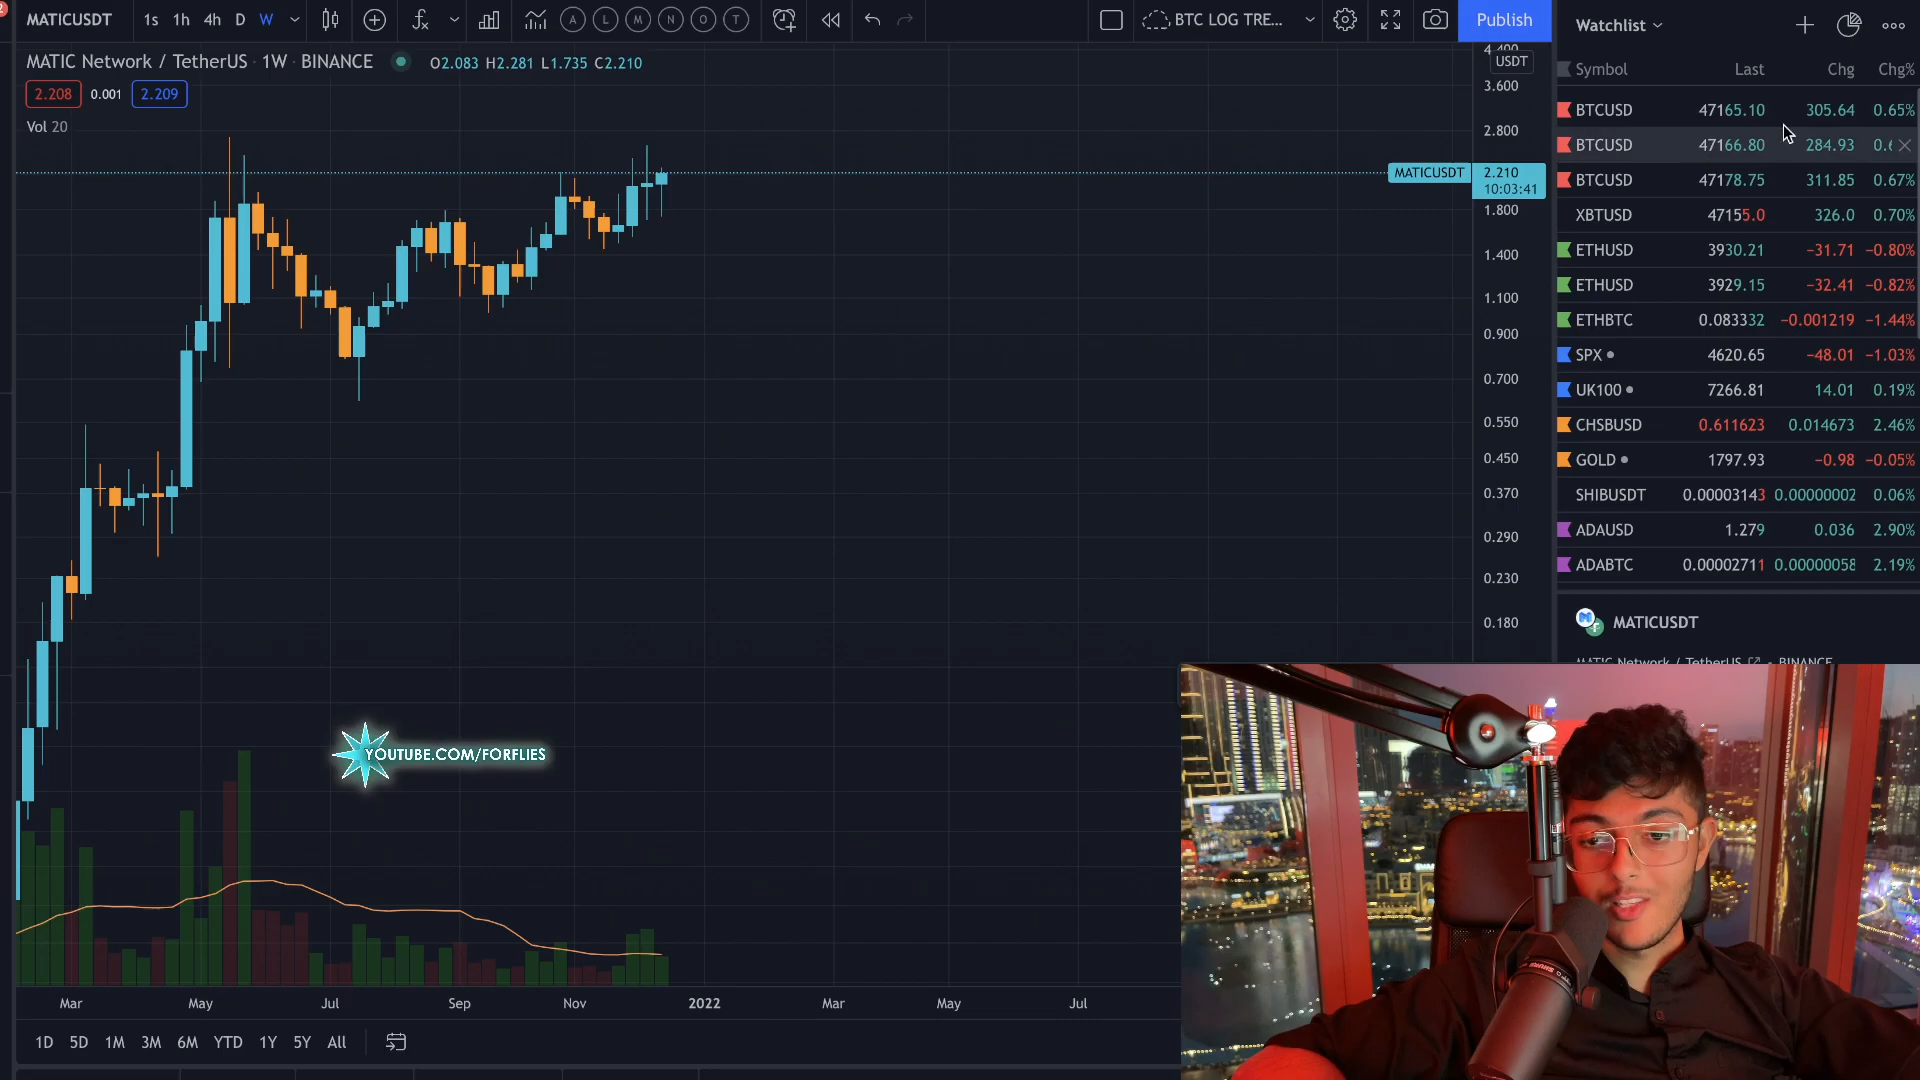 2
MATICUSDT 1s 1h 4h D W A L M N O T BTC LOG TRE... Publish
MATIC Network / TetherUS · 1W · BINANCE O2.083 H2.281 L1.735 C2.210
2.208 0.001 2.209
Vol 20
4.400
USDT
3.600
2.800
MATICUSDT 2.210
10:03:41
1.800
1.400
1.100
0.900
0.700
0.550
0.450
0.370
0.290
0.230
0.180
YOUTUBE.COM/FORFLIES
Mar May Jul Sep Nov 2022 Mar May Jul
1D 5D 1M 3M 6M YTD 1Y 5Y All
Watchlist
Symbol Last Chg Chg%
BTCUSD 47165.10 305.64 0.65%
BTCUSD 47166.80 284.93
BTCUSD 47178.75 311.85 0.67%
XBTUSD 47155.0 326.0 0.70%
ETHUSD 3930.21 −31.71 −0.80%
ETHUSD 3929.15 −32.41 −0.82%
ETHBTC 0.083332 −0.001219 −1.44%
SPX 4620.65 −48.01 −1.03%
UK100 7266.81 14.01 0.19%
CHSBUSD 0.611623 0.014673 2.46%
GOLD 1797.93 −0.98 −0.05%
SHIBUSDT 0.00003143 0.00000002 0.06%
ADAUSD 1.279 0.036 2.90%
ADABTC 0.00002711 0.00000058 2.19%
MATICUSDT
MATIC Network / TetherUS · BINANCE